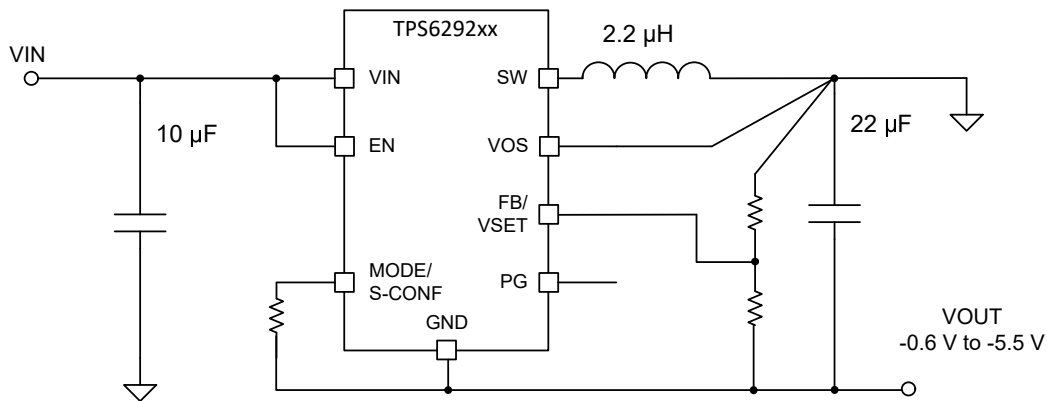 TPS6292xx
2.2 µH
VIN
VIN
SW
10 µF
22 µF
EN
VOS
FB/
VSET
MODE/
S-CONF
PG
GND
VOUT
-0.6 V to -5.5 V